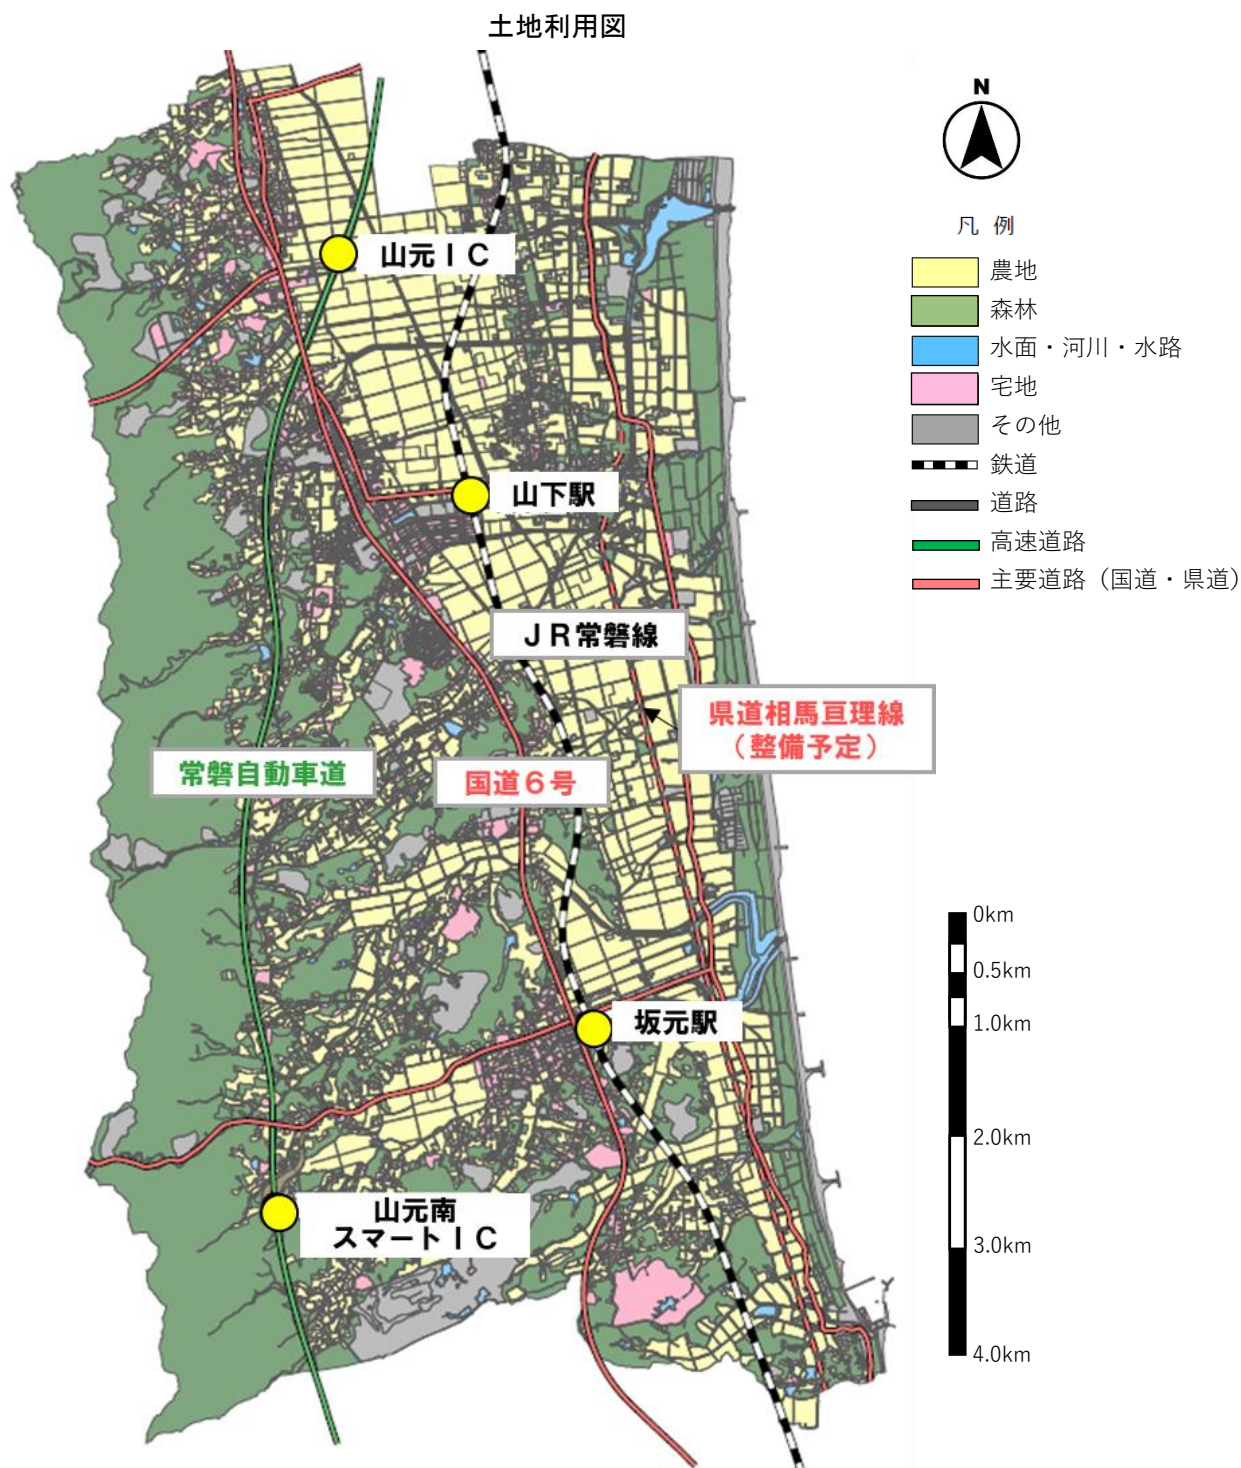 土地利用図
N
凡 例
農地
森林
水面・河川・水路
宅地
その他
鉄道
道路
高速道路
主要道路（国道・県道）
山元ＩＣ
山下駅
ＪＲ常磐線
県道相馬亘理線
（整備予定）
常磐自動車道
国道６号
坂元駅
山元南
スマートＩＣ
0km
0.5km
1.0km
2.0km
3.0km
4.0km